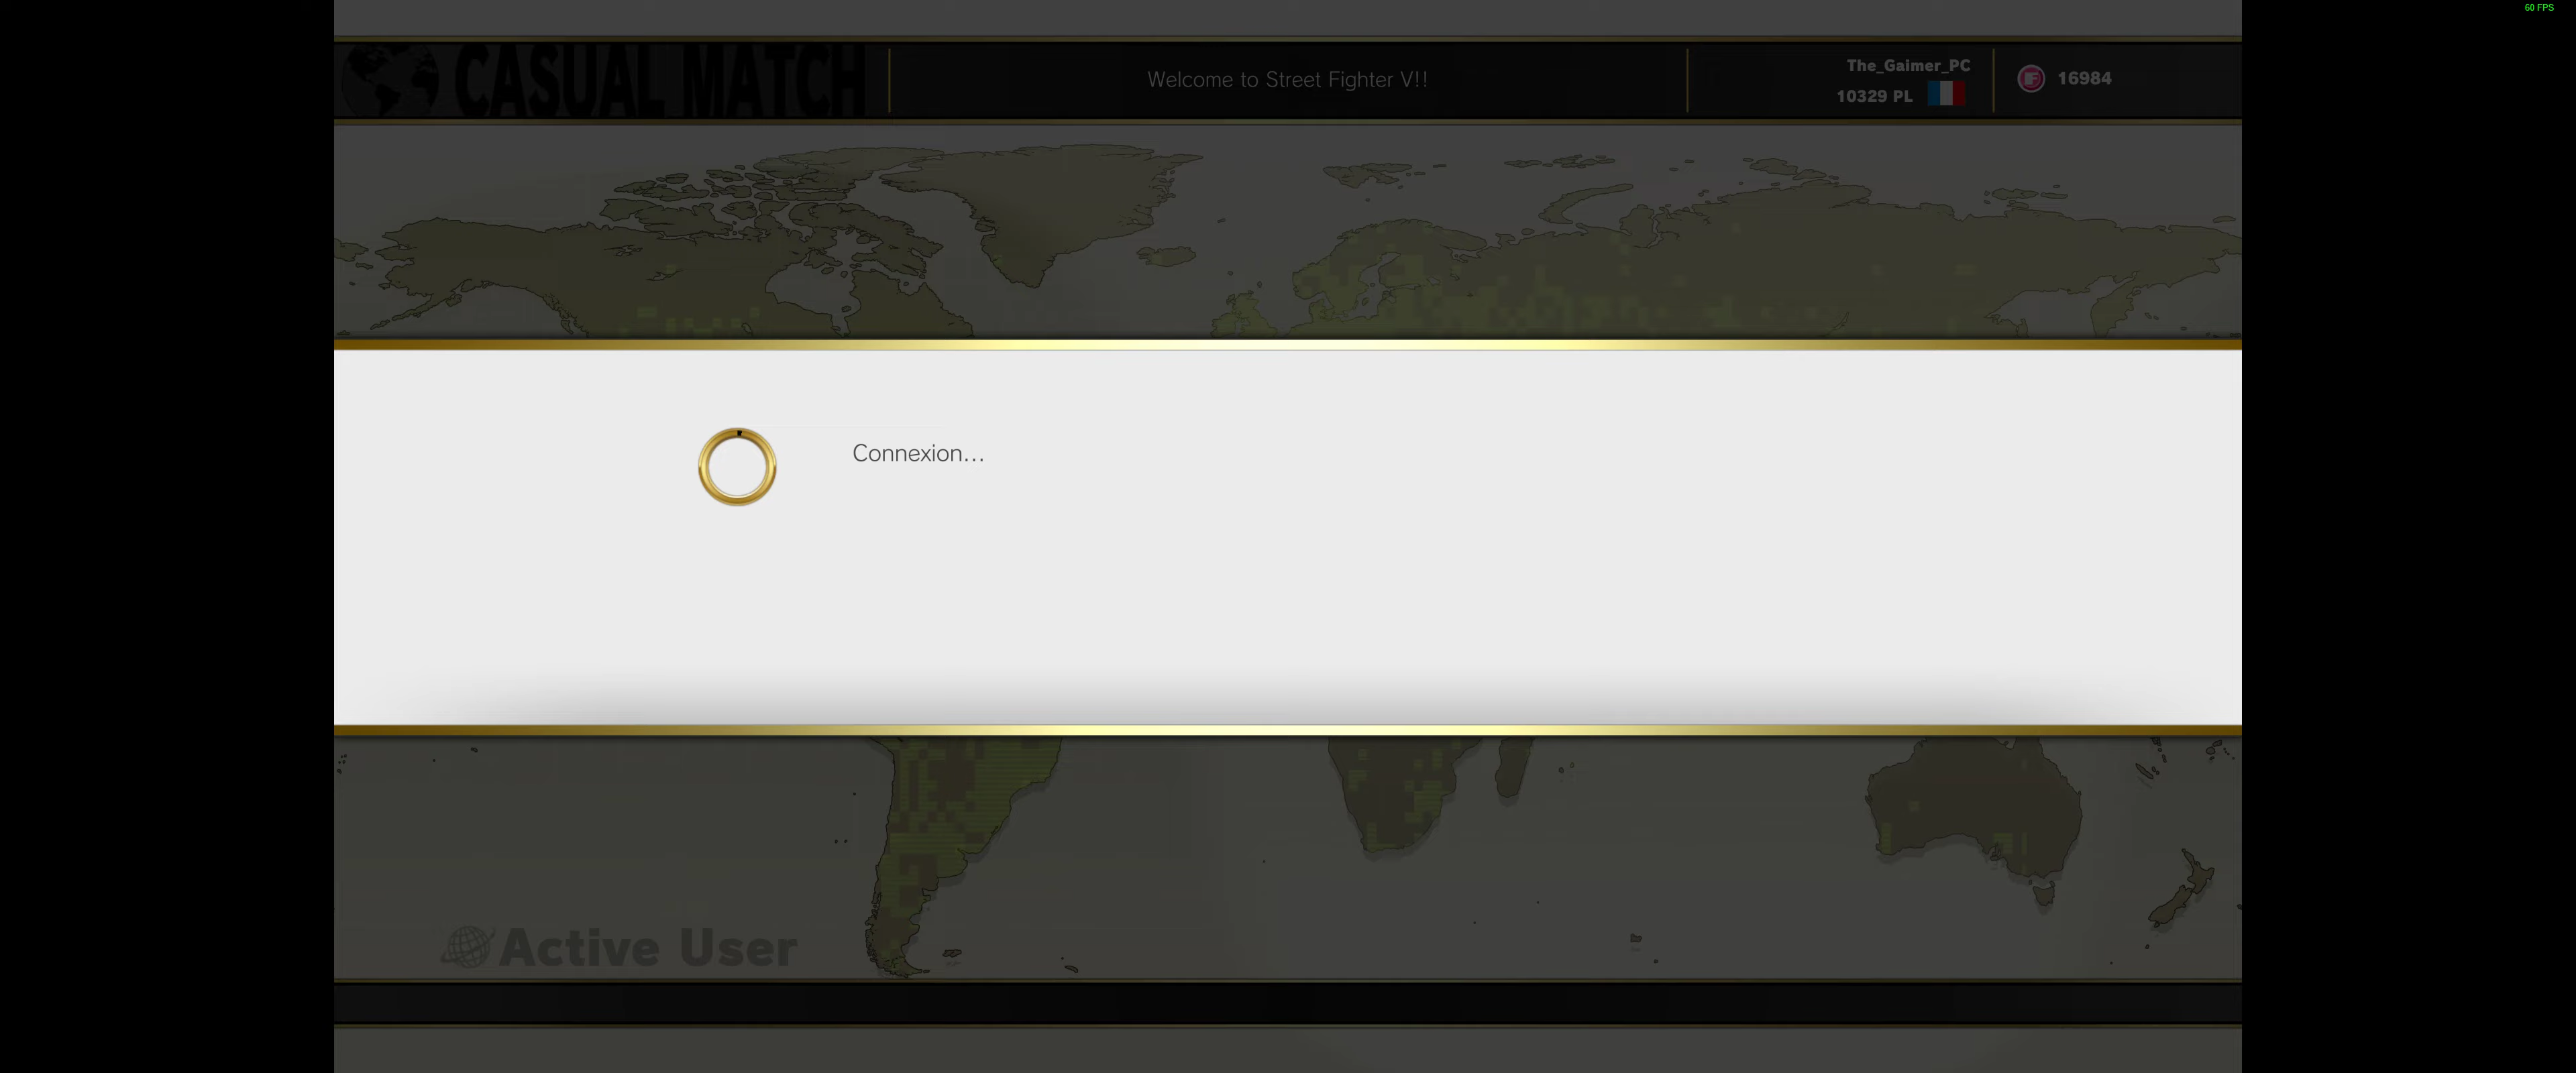 60 FPS
CASUAL MATCH
Welcome to Street Fighter V!!
The_Gaimer_PC
10329 PL
F 16984
Connexion...
Active User